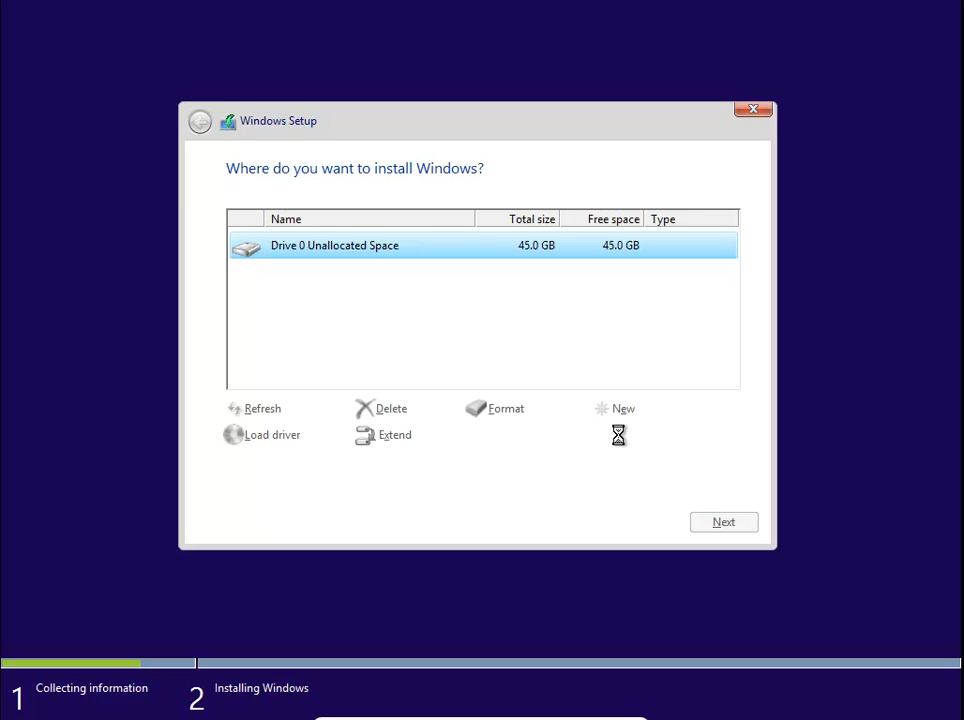 Windows Setup
Where do you want to install Windows?
Name Total size Free space Type
Drive 0 Unallocated Space 45.0 GB 45.0 GB
Refresh Delete Format New
Load driver Extend
Next
1 Collecting information 2 Installing Windows